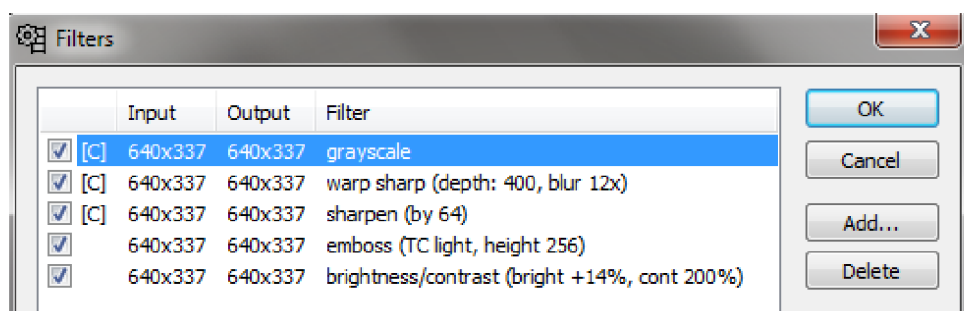 Filters
X
Input Output Filter
[C] 640x337 640x337 grayscale
[C] 640x337 640x337 warp sharp (depth: 400, blur 12x)
[C] 640x337 640x337 sharpen (by 64)
640x337 640x337 emboss (TC light, height 256)
640x337 640x337 brightness/contrast (bright +14%, cont 200%)
OK
Cancel
Add...
Delete